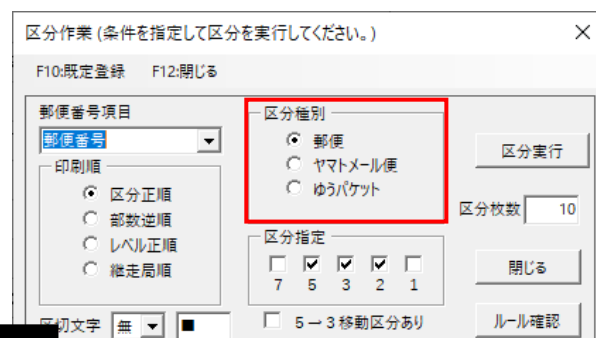 区分作業 (条件を指定して区分を実行してください。)
F10:既定登録 F12:閉じる
郵便番号項目
郵便番号
印刷順
区分正順
部数逆順
レベル正順
継走局順
区切文字 無 ■
区分種別
郵便
ヤマトメール便
ゆうパケット
区分指定
7 5 3 2 1
5→3移動区分あり
区分実行
区分枚数 10
閉じる
ルール確認